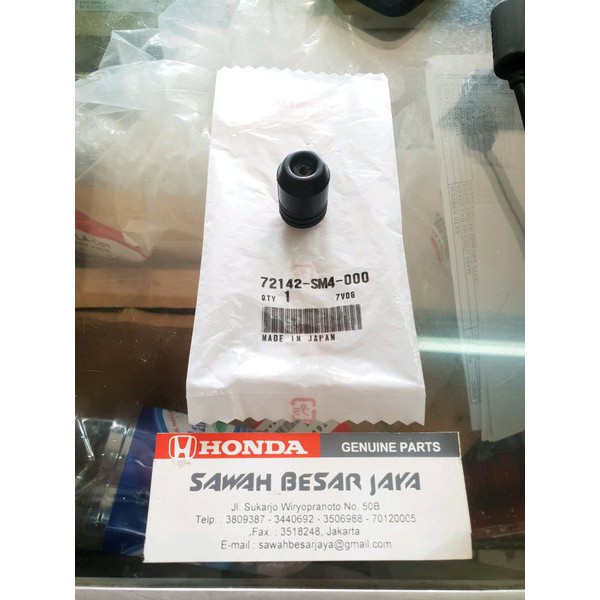 72142-SM4-000
QTY 1 7V06
MADE IN JAPAN
HONDA GENUINE PARTS
SAWAH BESAR JAYA
Jl. Sukarjo Wiryopranoto No. 50B
Telp : 3809387 - 3440692 - 3506988 - 70120005
Fax. : 3518248, Jakarta
E-mail : sawahbesarjaya@gmail.com